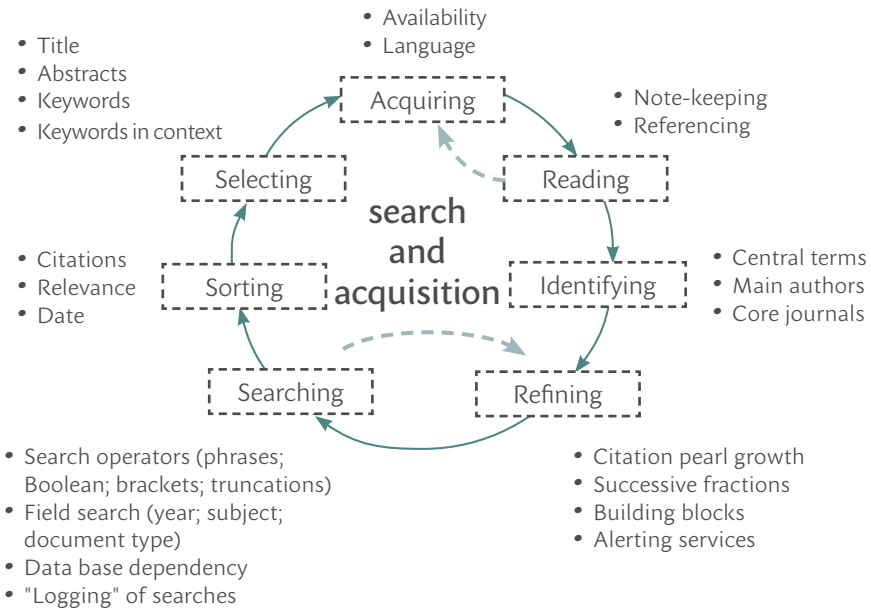 • Availability
• Language
Acquiring
• Title
• Abstracts
• Keywords
• Keywords in context
Selecting
• Note-keeping
• Referencing
Reading
search
and
acquisition
• Citations
• Relevance
• Date
Sorting
Identifying
• Central terms
• Main authors
• Core journals
Searching
Refining
• Search operators (phrases;
Boolean; brackets; truncations)
• Field search (year; subject;
document type)
• Data base dependency
• "Logging" of searches
• Citation pearl growth
• Successive fractions
• Building blocks
• Alerting services